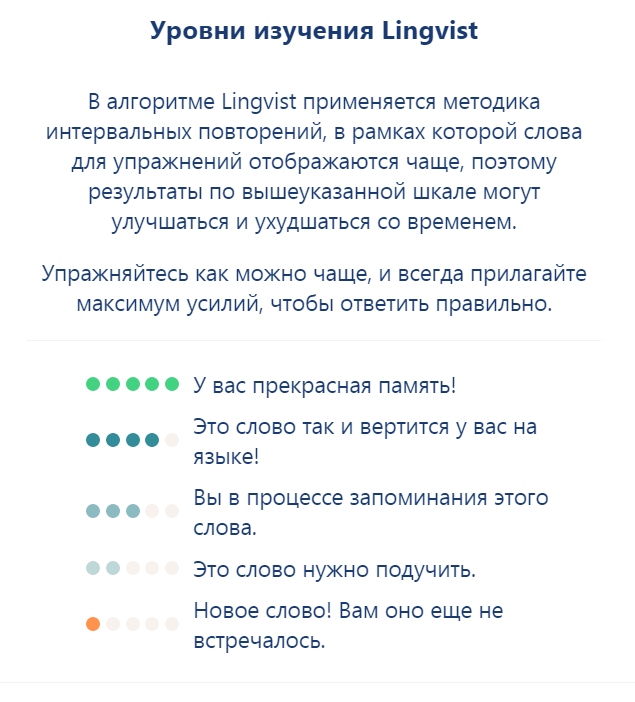 Уровни изучения Lingvist
В алгоритме Lingvist применяется методика
интервальных повторений, в рамках которой слова
для упражнений отображаются чаще, поэтому
результаты по вышеуказанной шкале могут
улучшаться и ухудшаться со временем.
Упражняйтесь как можно чаще, и всегда прилагайте
максимум усилий, чтобы ответить правильно.
У вас прекрасная память!
Это слово так и вертится у вас на
языке!
Вы в процессе запоминания этого
слова.
Это слово нужно подучить.
Новое слово! Вам оно еще не
встречалось.